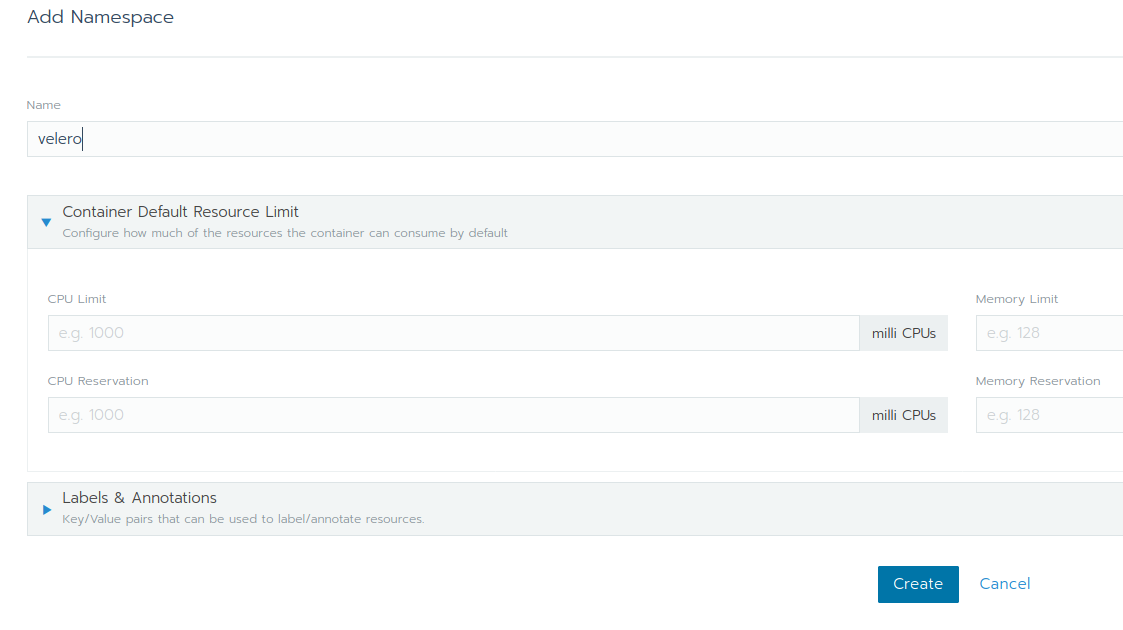 Add Namespace
Name
velero
Container Default Resource Limit
Configure how much of the resources the container can consume by default
CPU Limit
Memory Limit
e.g. 1000
milli CPUs
e.g. 128
CPU Reservation
Memory Reservation
e.g. 1000
milli CPUs
e.g. 128
Labels & Annotations
Key/Value pairs that can be used to label/annotate resources.
Create
Cancel